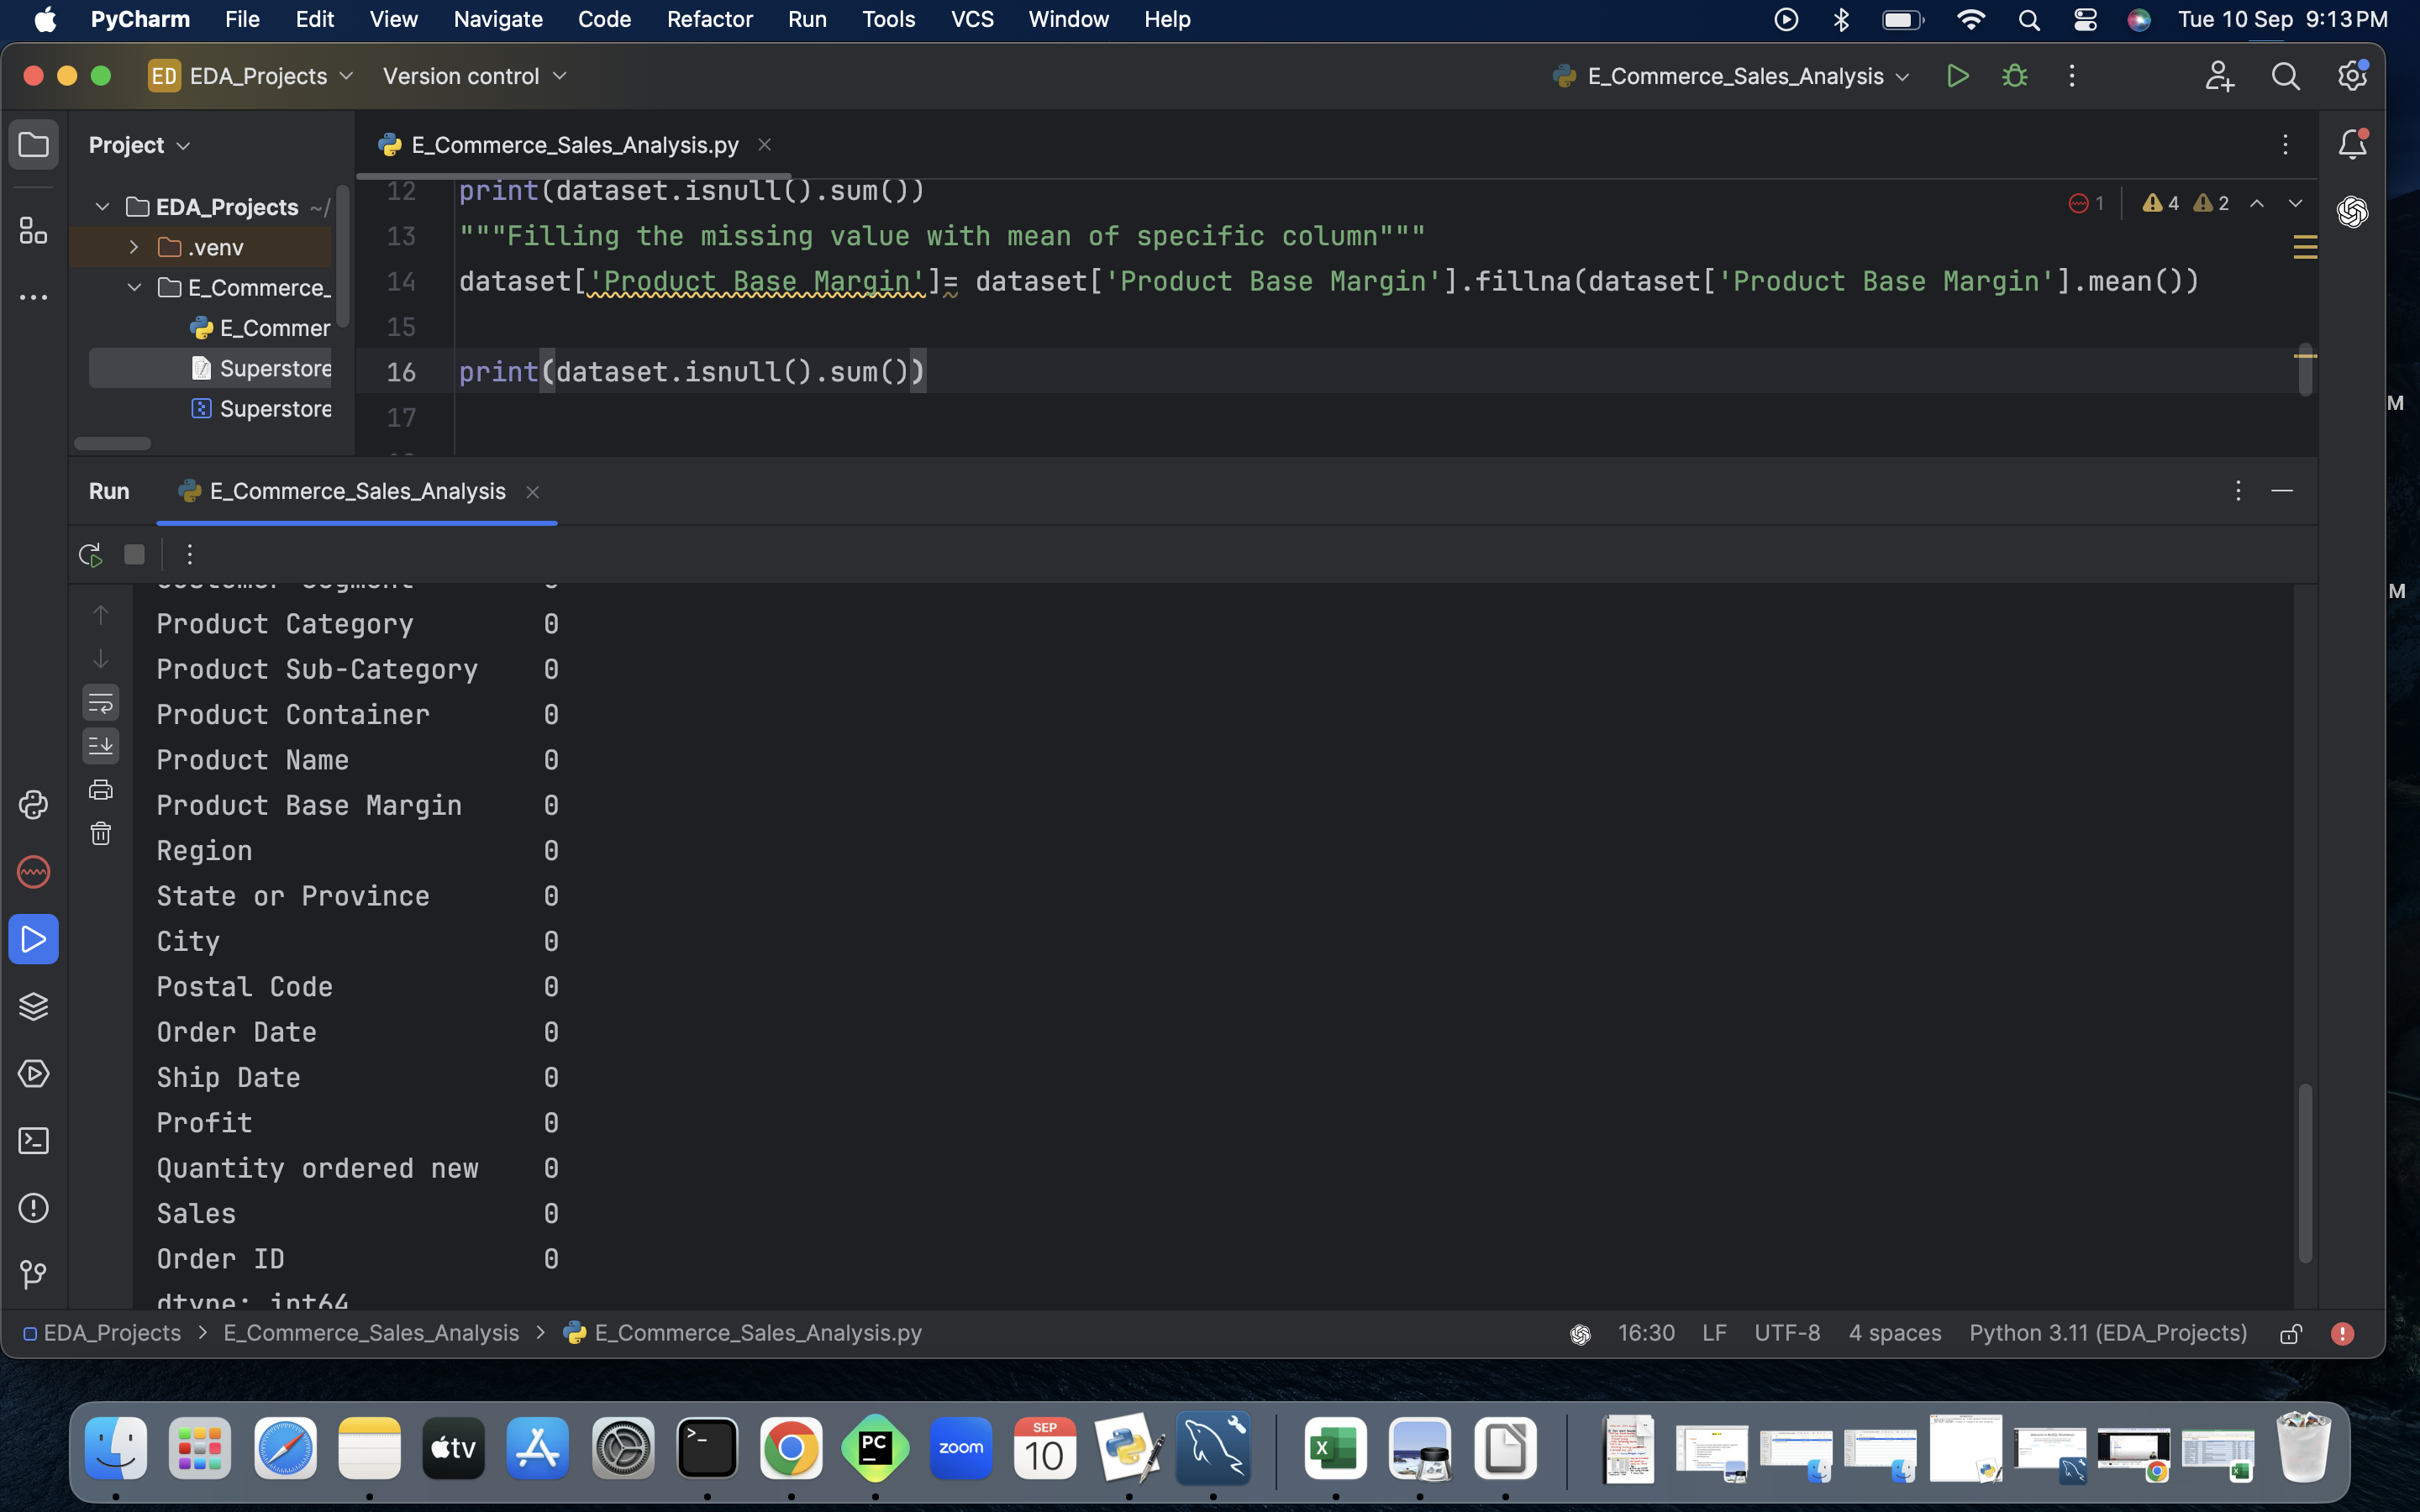 PyCharm File Edit View Navigate Code Refactor Run Tools VCS Window Help Tue 10 Sep 9:13 PM
ED EDA_Projects Version control E_Commerce_Sales_Analysis
Project E_Commerce_Sales_Analysis.py
EDA_Projects ~/
.venv
E_Commerce_
E_Commer
Superstore
Superstore
12 print(dataset.isnull().sum())
1 4 2
13 """Filling the missing value with mean of specific column"""
14 dataset['Product Base Margin']= dataset['Product Base Margin'].fillna(dataset['Product Base Margin'].mean())
15
16 print(dataset.isnull().sum())
17
M
M
Run E_Commerce_Sales_Analysis
Customer Segment 0
Product Category 0
Product Sub-Category 0
Product Container 0
Product Name 0
Product Base Margin 0
Region 0
State or Province 0
City 0
Postal Code 0
Order Date 0
Ship Date 0
Profit 0
Quantity ordered new 0
Sales 0
Order ID 0
dtype: int64
EDA_Projects > E_Commerce_Sales_Analysis > E_Commerce_Sales_Analysis.py 16:30 LF UTF-8 4 spaces Python 3.11 (EDA_Projects)
tv >_ PC zoom SEP 10 X